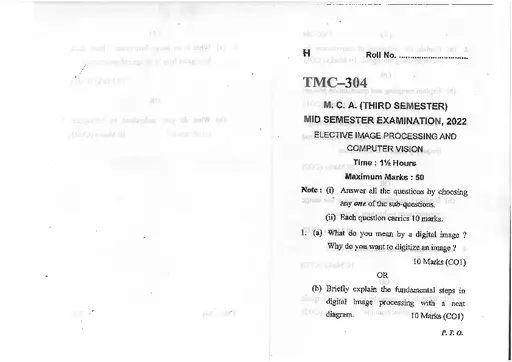 H Roll No. ..............................
TMC–304
M. C. A. (THIRD SEMESTER)
MID SEMESTER EXAMINATION, 2022
ELECTIVE IMAGE PROCESSING AND
COMPUTER VISION
Time : 1½ Hours
Maximum Marks : 50
Note : (i) Answer all the questions by choosing
any one of the sub-questions.
(ii) Each question carries 10 marks.
1. (a) What do you mean by a digital image ?
Why do you want to digitize an image ?
10 Marks (CO1)
OR
(b) Briefly explain the fundamental steps in
digital image processing with a neat
diagram. 10 Marks (CO1)
P. T. O.